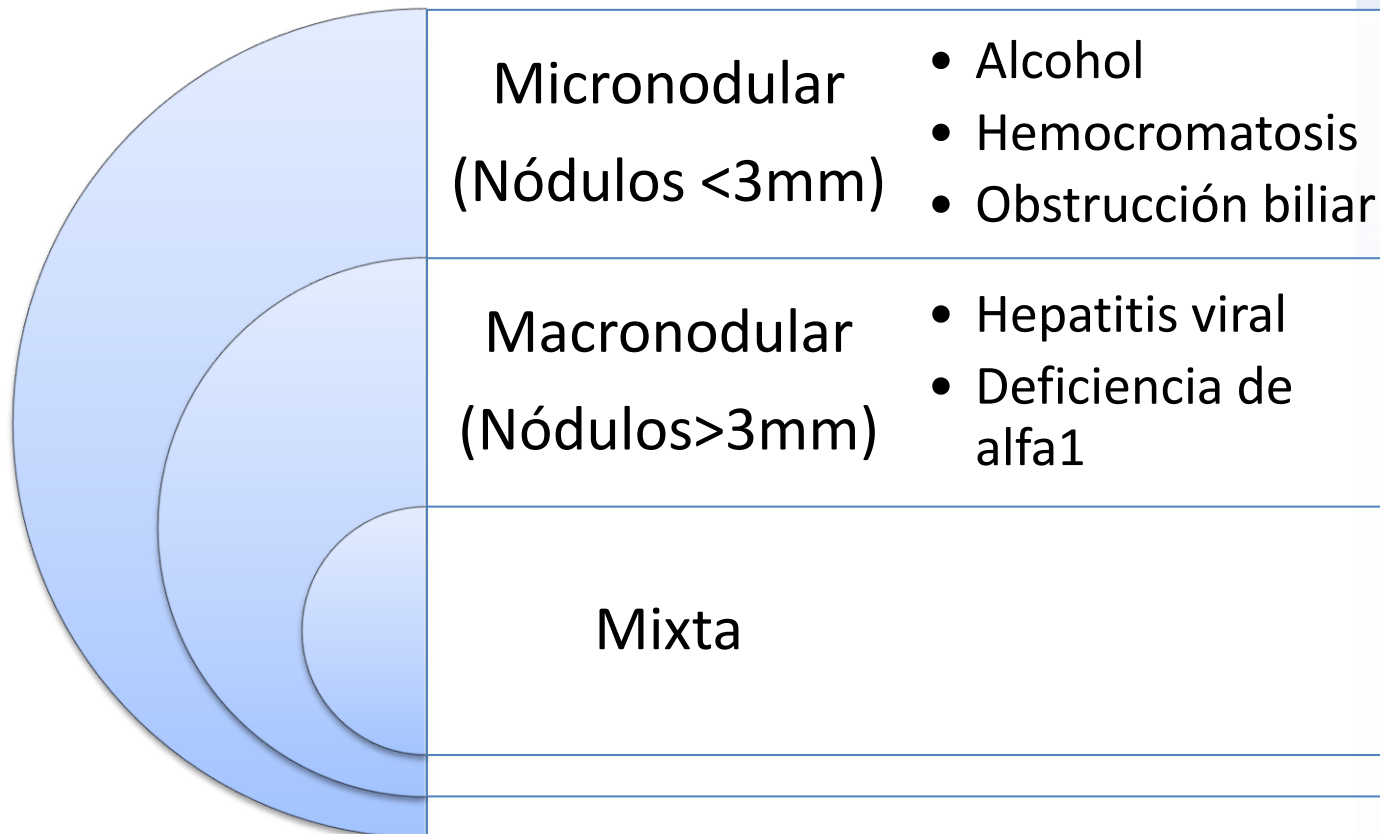 Micronodular
(Nódulos <3mm)
• Alcohol
• Hemocromatosis
• Obstrucción biliar
Macronodular
(Nódulos>3mm)
• Hepatitis viral
• Deficiencia de
alfa1
Mixta